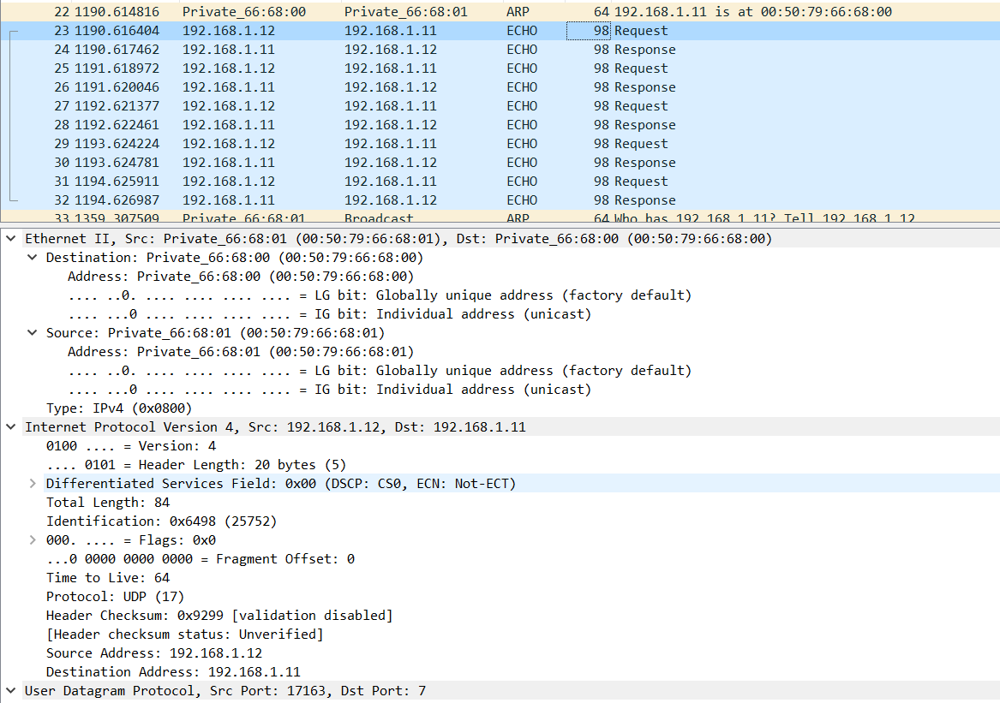 22 1190.614816 Private_66:68:00 Private_66:68:01 ARP 64 192.168.1.11 is at 00:50:79:66:68:00
23 1190.616404 192.168.1.12 192.168.1.11 ECHO 98 Request
24 1190.617462 192.168.1.11 192.168.1.12 ECHO 98 Response
25 1191.618972 192.168.1.12 192.168.1.11 ECHO 98 Request
26 1191.620046 192.168.1.11 192.168.1.12 ECHO 98 Response
27 1192.621377 192.168.1.12 192.168.1.11 ECHO 98 Request
28 1192.622461 192.168.1.11 192.168.1.12 ECHO 98 Response
29 1193.624224 192.168.1.12 192.168.1.11 ECHO 98 Request
30 1193.624781 192.168.1.11 192.168.1.12 ECHO 98 Response
31 1194.625911 192.168.1.12 192.168.1.11 ECHO 98 Request
32 1194.626987 192.168.1.11 192.168.1.12 ECHO 98 Response
33 1359.307509 Private_66:68:01 Broadcast ARP 64 Who has 192.168.1.11? Tell 192.168.1.12
Ethernet II, Src: Private_66:68:01 (00:50:79:66:68:01), Dst: Private_66:68:00 (00:50:79:66:68:00)
Destination: Private_66:68:00 (00:50:79:66:68:00)
Address: Private_66:68:00 (00:50:79:66:68:00)
.... ..0. .... .... .... .... = LG bit: Globally unique address (factory default)
.... ...0 .... .... .... .... = IG bit: Individual address (unicast)
Source: Private_66:68:01 (00:50:79:66:68:01)
Address: Private_66:68:01 (00:50:79:66:68:01)
.... ..0. .... .... .... .... = LG bit: Globally unique address (factory default)
.... ...0 .... .... .... .... = IG bit: Individual address (unicast)
Type: IPv4 (0x0800)
Internet Protocol Version 4, Src: 192.168.1.12, Dst: 192.168.1.11
0100 .... = Version: 4
.... 0101 = Header Length: 20 bytes (5)
Differentiated Services Field: 0x00 (DSCP: CS0, ECN: Not-ECT)
Total Length: 84
Identification: 0x6498 (25752)
000. .... = Flags: 0x0
...0 0000 0000 0000 = Fragment Offset: 0
Time to Live: 64
Protocol: UDP (17)
Header Checksum: 0x9299 [validation disabled]
[Header checksum status: Unverified]
Source Address: 192.168.1.12
Destination Address: 192.168.1.11
User Datagram Protocol, Src Port: 17163, Dst Port: 7